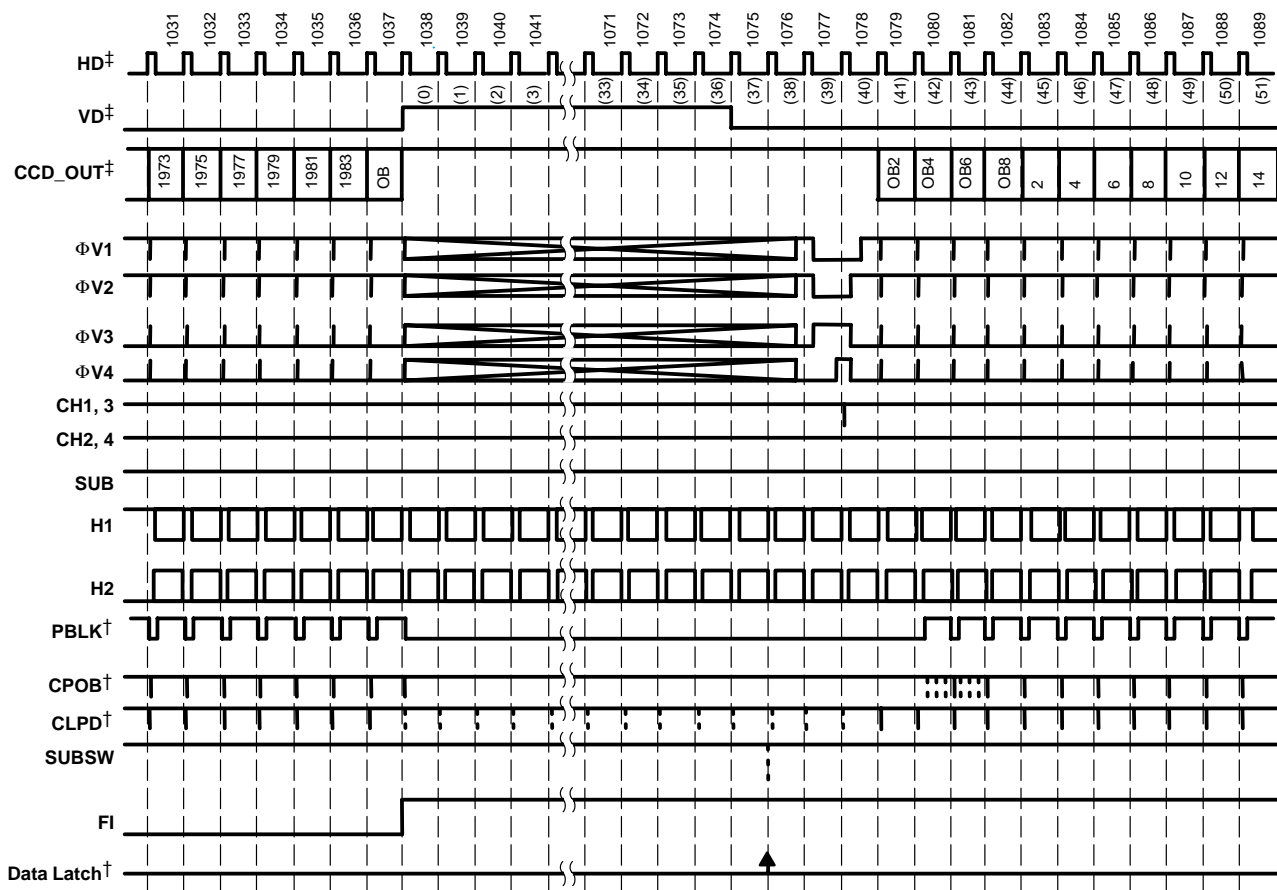 1031 1032 1033 1034 1035 1036 1037 1038 1039 1040 1041 1071 1072 1073 1074 1075 1076 1077 1078 1079 1080 1081 1082 1083 1084 1085 1086 1087 1088 1089
HD‡
(0) (1) (2) (3) (33) (34) (35) (36) (37) (38) (39) (40) (41) (42) (43) (44) (45) (46) (47) (48) (49) (50) (51)
VD‡
CCD_OUT‡ 1973 1975 1977 1979 1981 1983 OB OB2 OB4 OB6 OB8 2 4 6 8 10 12 14
ΦV1
ΦV2
ΦV3
ΦV4
CH1, 3
CH2, 4
SUB
H1
H2
PBLK†
CPOB†
CLPD†
SUBSW
FI
Data Latch†